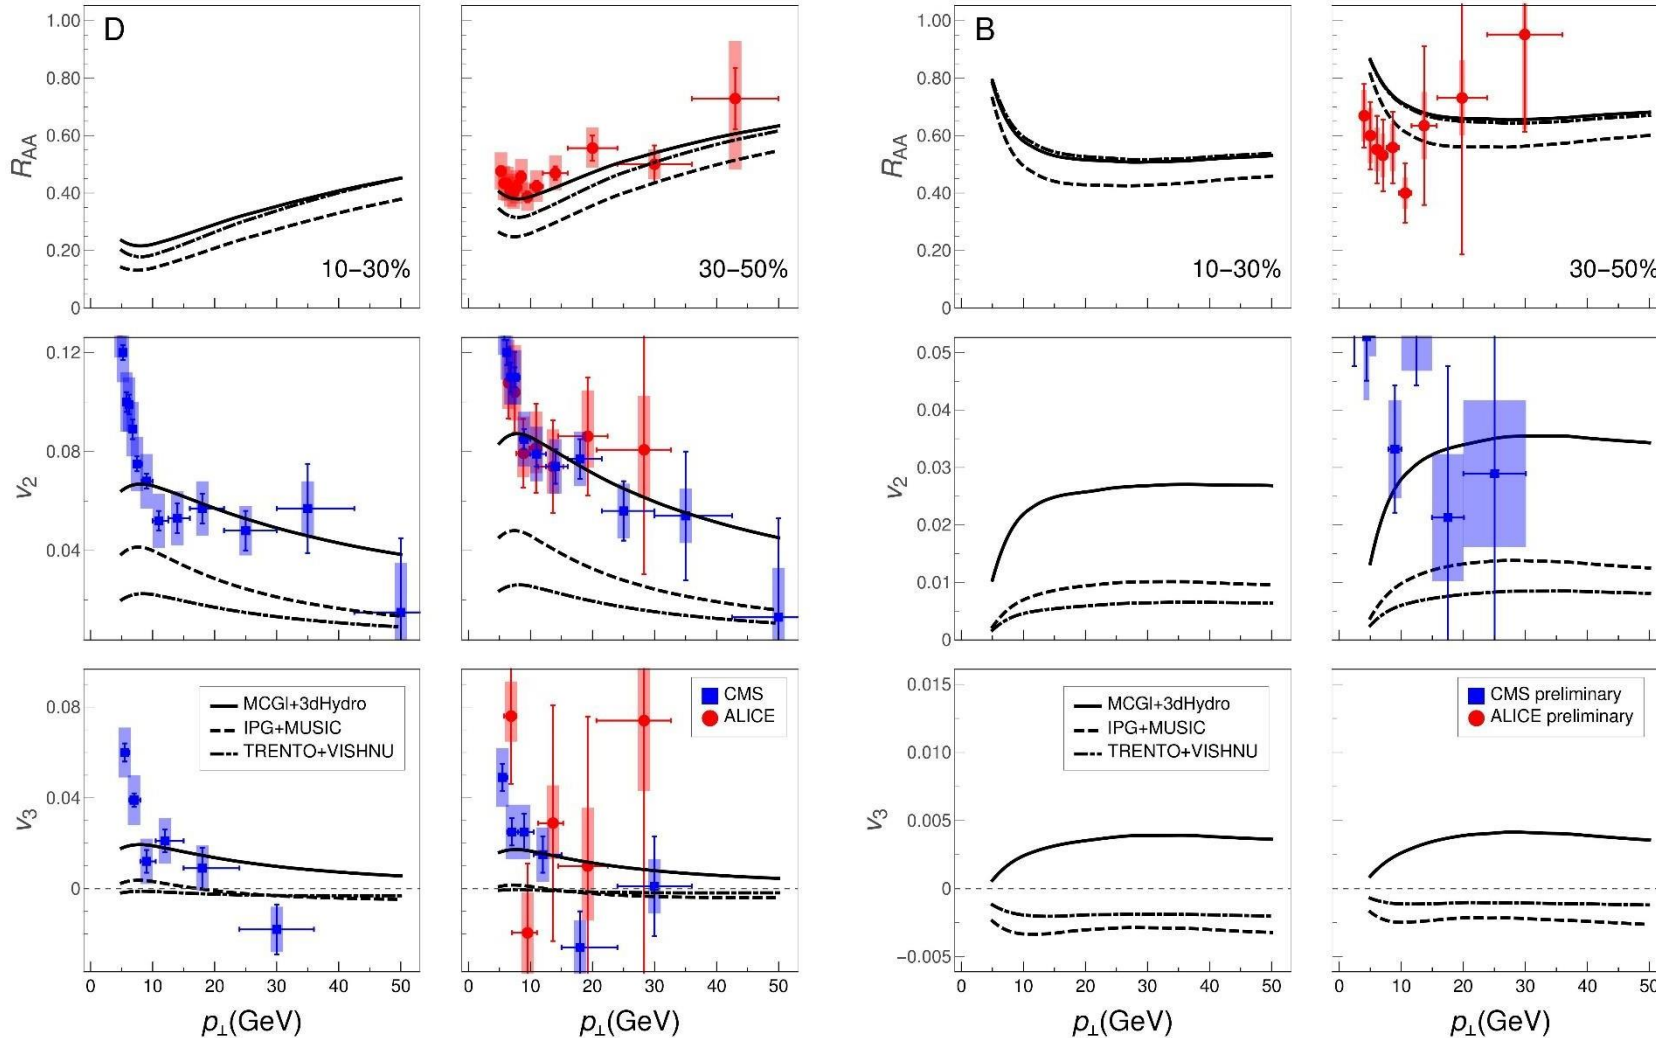 D
B
1.00
0.80
0.60
0.40
0.20
0
R_AA
10–30%
30–50%
1.00
0.80
0.60
0.40
0.20
0
R_AA
10–30%
30–50%
0.12
0.08
0.04
v₂
0.05
0.04
0.03
0.02
0.01
0
v₂
0.08
0.04
0
v₃
MCGl+3dHydro
IPG+MUSIC
TRENTO+VISHNU
CMS
ALICE
0.015
0.010
0.005
0
−0.005
v₃
MCGl+3dHydro
IPG+MUSIC
TRENTO+VISHNU
CMS preliminary
ALICE preliminary
0 10 20 30 40 50
0 10 20 30 40 50
0 10 20 30 40 50
0 10 20 30 40 50
p⊥(GeV)
p⊥(GeV)
p⊥(GeV)
p⊥(GeV)